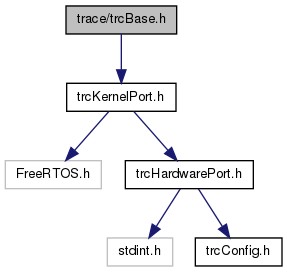 trace/trcBase.h
trcKernelPort.h
FreeRTOS.h
trcHardwarePort.h
stdint.h
trcConfig.h